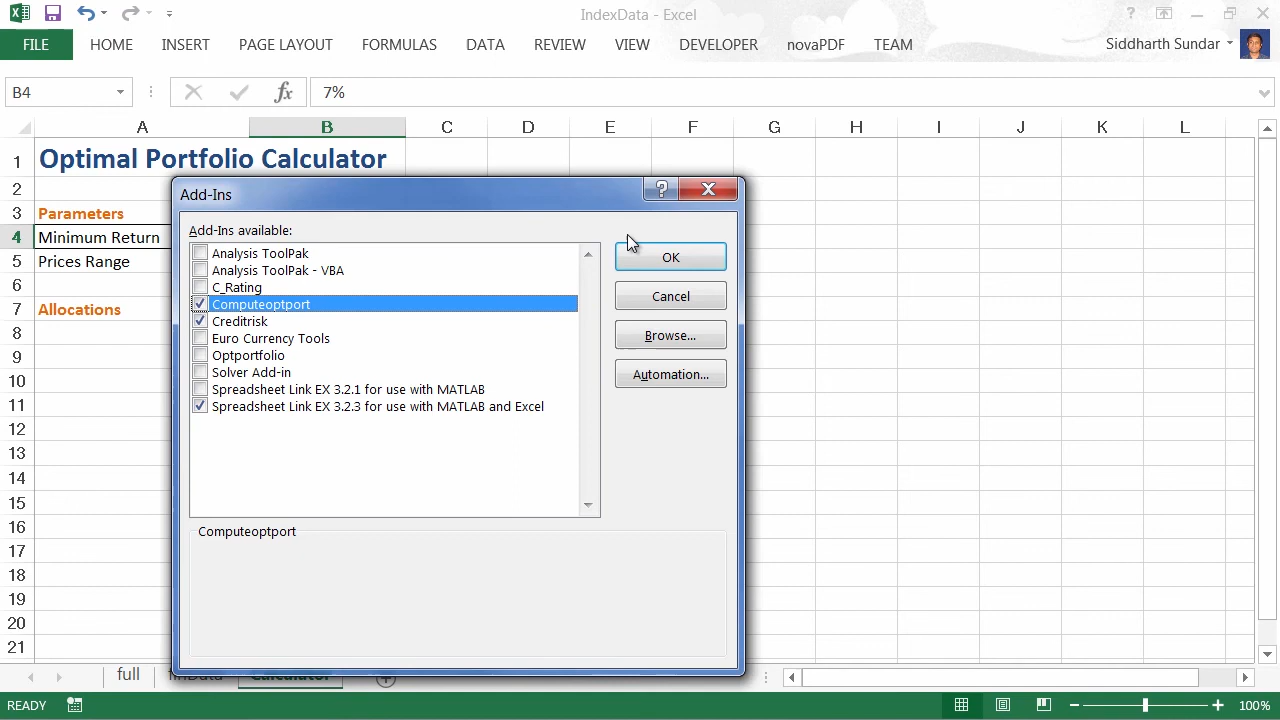 IndexData - Excel
?
FILE HOME INSERT PAGE LAYOUT FORMULAS DATA REVIEW VIEW DEVELOPER novaPDF TEAM Siddharth Sundar
B4 fx 7%
A B C D E F G H I J K L
1 Optimal Portfolio Calculator
2
3 Parameters
4 Minimum Return
5 Prices Range
6
7 Allocations
8
9
10
11
12
13
14
15
16
17
18
19
20
21
Add-Ins ?
Add-Ins available:
Analysis ToolPak
Analysis ToolPak - VBA
C_Rating
Computeoptport
Creditrisk
Euro Currency Tools
Optportfolio
Solver Add-in
Spreadsheet Link EX 3.2.1 for use with MATLAB
Spreadsheet Link EX 3.2.3 for use with MATLAB and Excel
OK
Cancel
Browse...
Automation...
Computeoptport
full finData Calculator
READY 100%